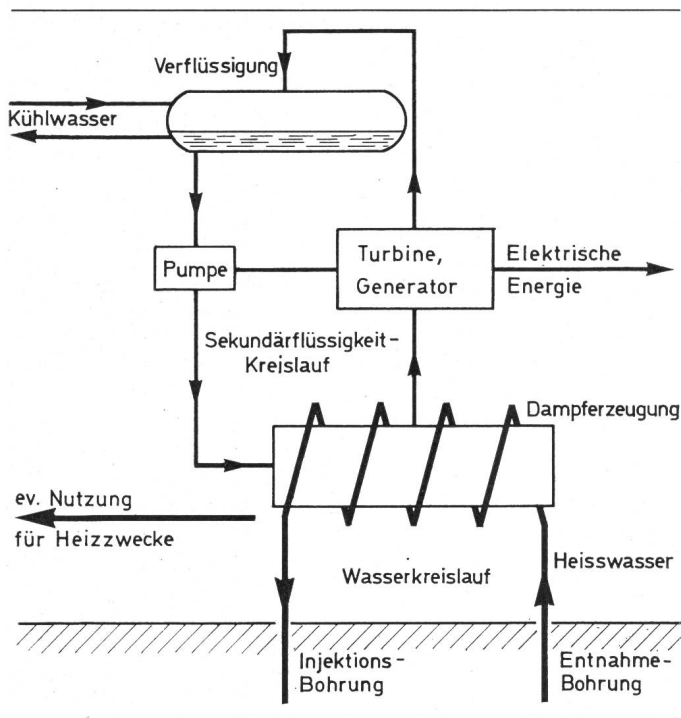 Verflüssigung
Kühlwasser
Pumpe
Turbine,
Generator
Elektrische
Energie
Sekundärflüssigkeit-
Kreislauf
Dampferzeugung
ev. Nutzung
für Heizzwecke
Wasserkreislauf
Heisswasser
Injektions-
Bohrung
Entnahme-
Bohrung